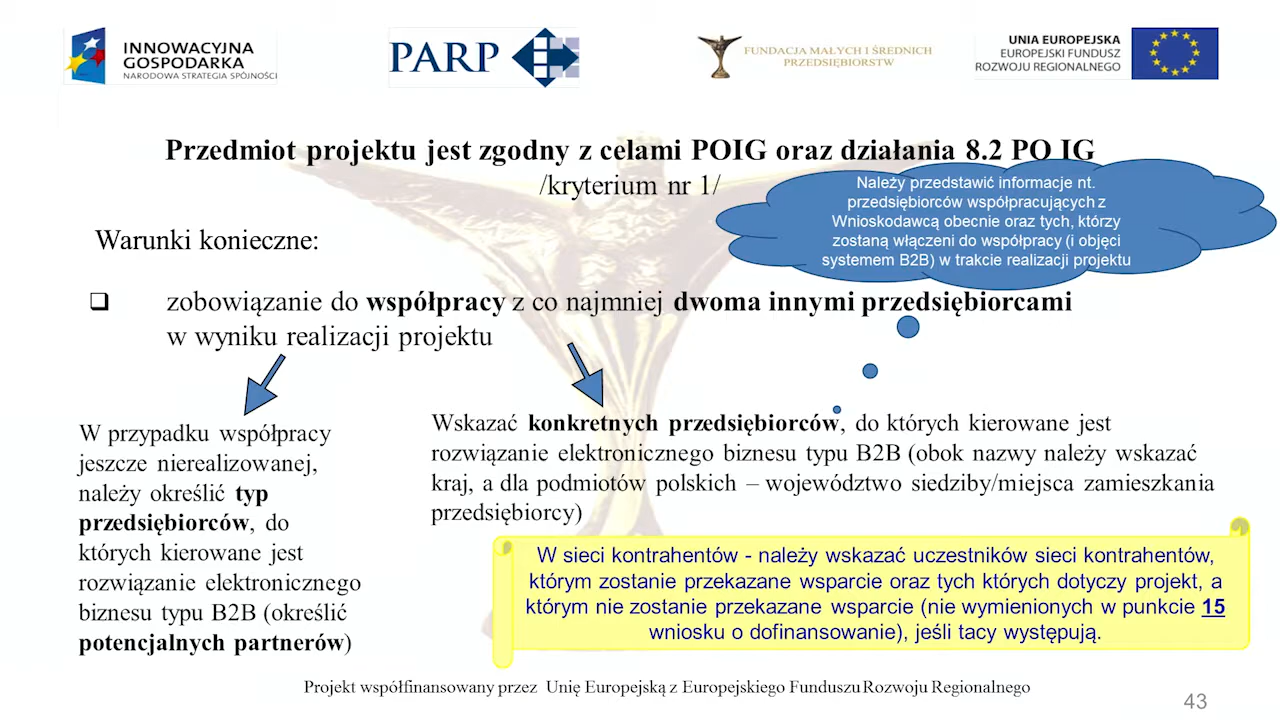 INNOWACYJNA
GOSPODARKA
NARODOWA STRATEGIA SPÓJNOŚCI
PARP
FUNDACJA MAŁYCH I ŚREDNICH
PRZEDSIĘBIORSTW
UNIA EUROPEJSKA
EUROPEJSKI FUNDUSZ
ROZWOJU REGIONALNEGO
Przedmiot projektu jest zgodny z celami POIG oraz działania 8.2 PO IG
/kryterium nr 1/
Należy przedstawić informacje nt.
przedsiębiorców współpracujących z
Wnioskodawcą obecnie oraz tych, którzy
zostaną włączeni do współpracy (i objęci
systemem B2B) w trakcie realizacji projektu
Warunki konieczne:
zobowiązanie do współpracy z co najmniej dwoma innymi przedsiębiorcami
w wyniku realizacji projektu
W przypadku współpracy
jeszcze nierealizowanej,
należy określić typ
przedsiębiorców, do
których kierowane jest
rozwiązanie elektronicznego
biznesu typu B2B (określić
potencjalnych partnerów)
Wskazać konkretnych przedsiębiorców, do których kierowane jest
rozwiązanie elektronicznego biznesu typu B2B (obok nazwy należy wskazać
kraj, a dla podmiotów polskich – województwo siedziby/miejsca zamieszkania
przedsiębiorcy)
W sieci kontrahentów - należy wskazać uczestników sieci kontrahentów,
którym zostanie przekazane wsparcie oraz tych których dotyczy projekt, a
którym nie zostanie przekazane wsparcie (nie wymienionych w punkcie 15
wniosku o dofinansowanie), jeśli tacy występują.
Projekt współfinansowany przez Unię Europejską z Europejskiego Funduszu Rozwoju Regionalnego
43